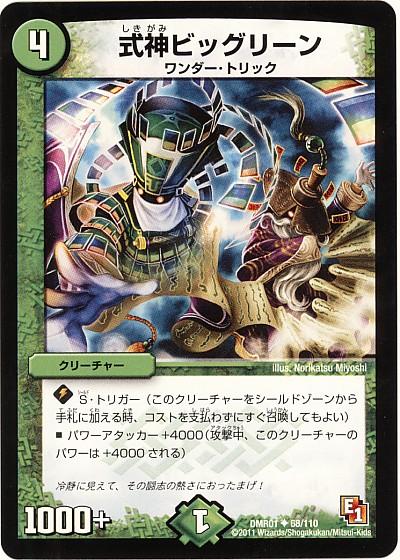 4
しきがみ
式神ビッグリーン
ワンダー・トリック
クリーチャー
illus. Norikatsu Miyoshi
S・トリガー（このクリーチャーをシールドゾーンから
手札に加える時、コストを支払わずにすぐ召喚してもよい）
■ パワーアタッカー +4000（攻撃中、このクリーチャーの
パワーは +4000 される）
冷静に見えて、その闘志の熱さにおったまげ！
1000+
1
E1
DMR01 ◆ 68/110
©2011 Wizards/Shogakukan/Mitsui-Kids